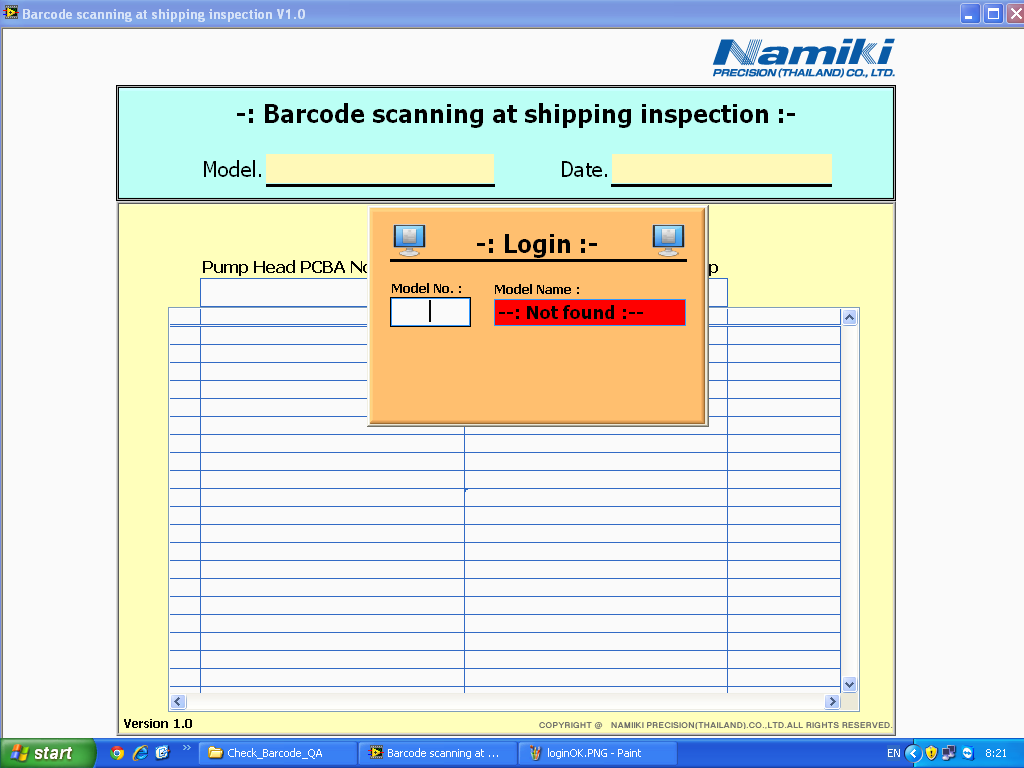 Barcode scanning at shipping inspection V1.0
Namiki
PRECISION (THAILAND) CO., LTD.
-: Barcode scanning at shipping inspection :-
Model.
Date.
-: Login :-
Pump Head PCBA No
p
Model No. :
Model Name :
--: Not found :--
Version 1.0
COPYRIGHT @ NAMIIKI PRECISION(THAILAND).CO.,LTD.ALL RIGHTS RESERVED.
start
Check_Barcode_QA
Barcode scanning at ...
loginOK.PNG - Paint
EN
8:21